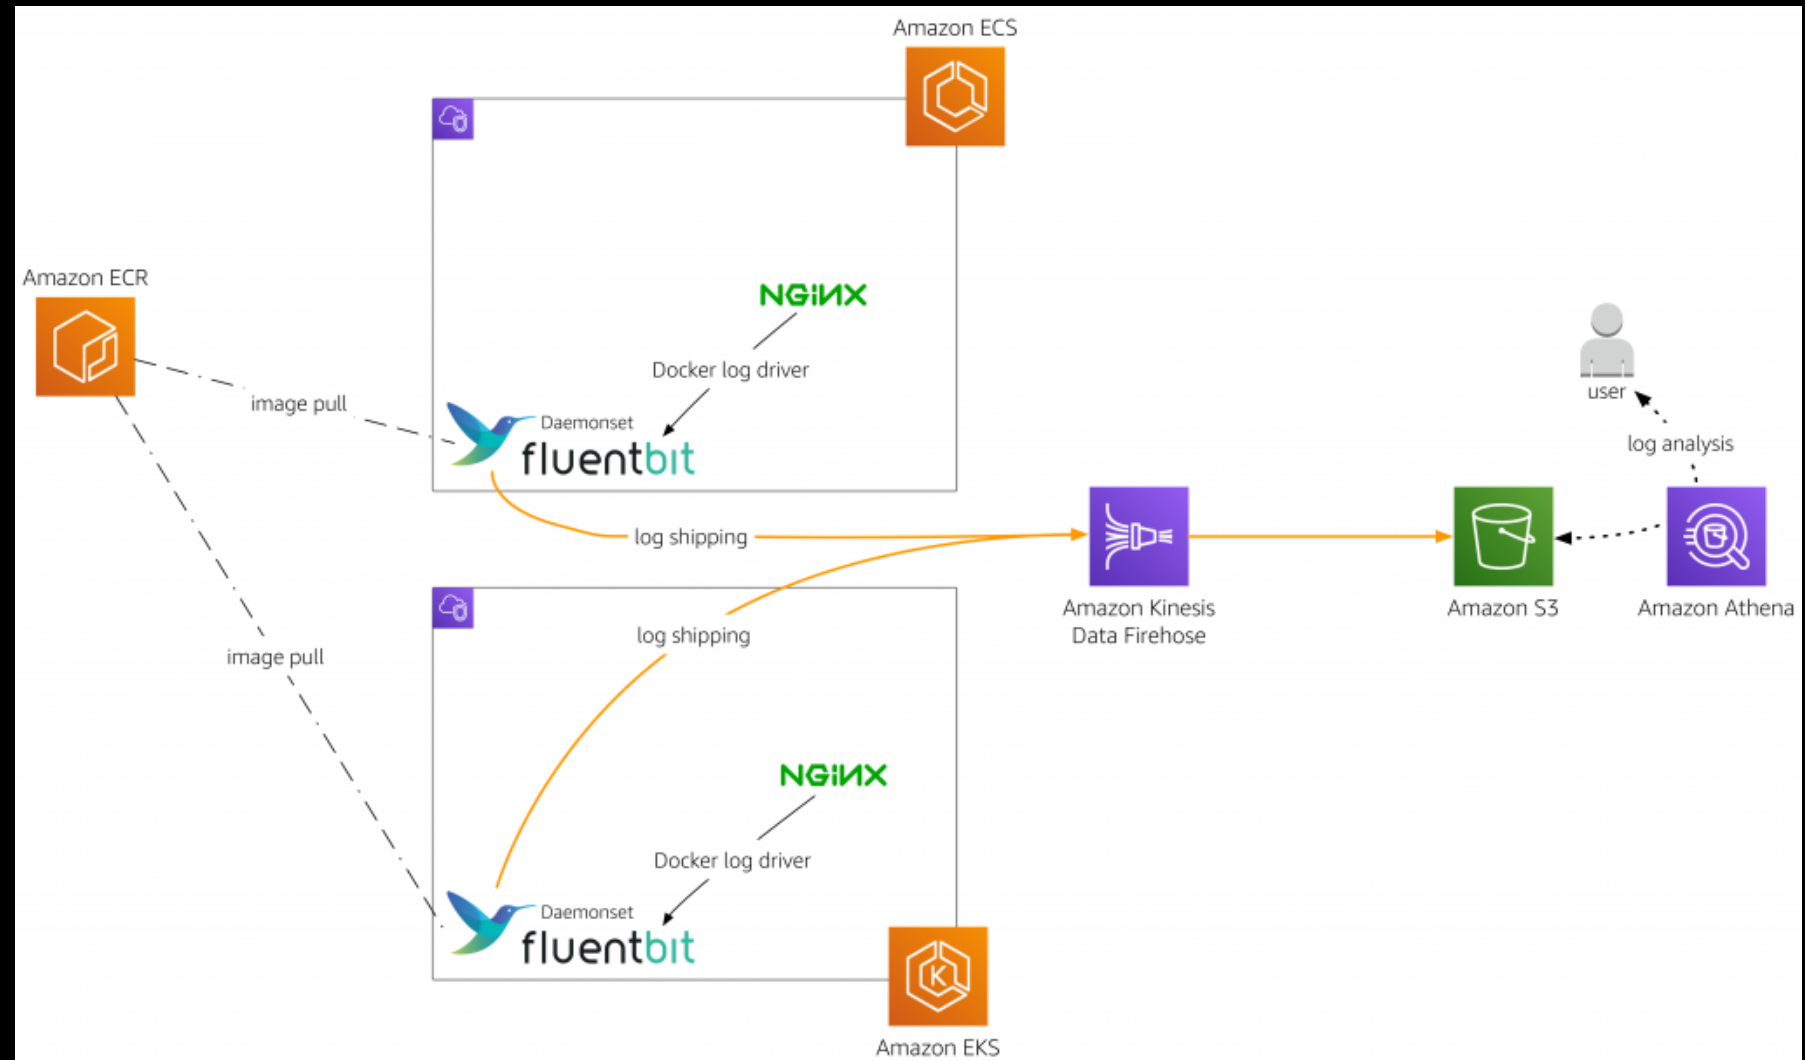 Amazon ECS
Amazon ECR
NGINX
Docker log driver
image pull
Daemonset
fluentbit
user
log analysis
log shipping
Amazon Kinesis
Data Firehose
Amazon S3
Amazon Athena
log shipping
image pull
NGINX
Docker log driver
Daemonset
fluentbit
K
Amazon EKS